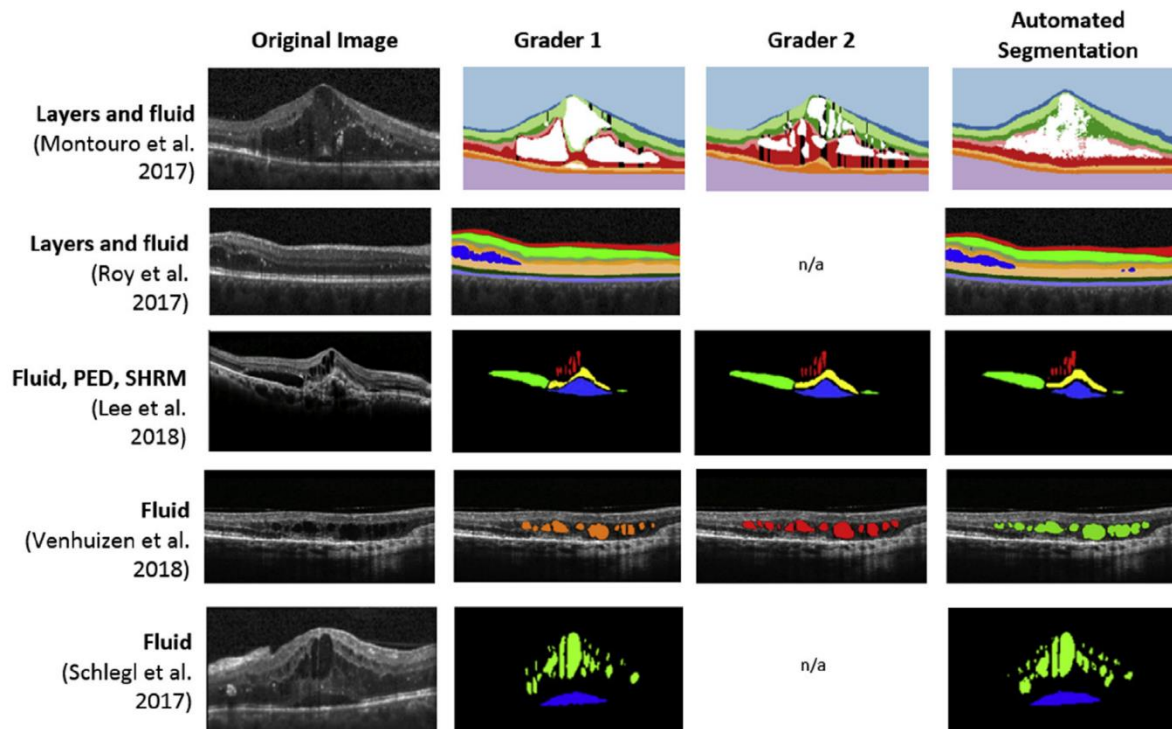 Original Image
Grader 1
Grader 2
Automated
Segmentation
Layers and fluid
(Montouro et al.
2017)
Layers and fluid
(Roy et al.
2017)
n/a
Fluid, PED, SHRM
(Lee et al.
2018)
Fluid
(Venhuizen et al.
2018)
Fluid
(Schlegl et al.
2017)
n/a